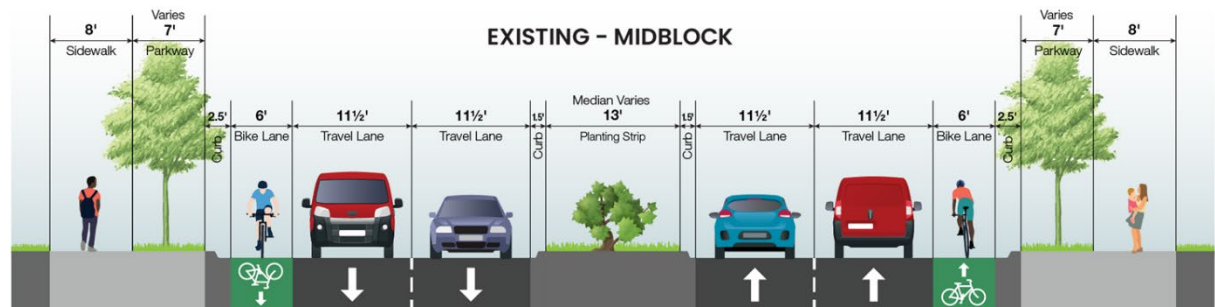 EXISTING - MIDBLOCK
8'
Sidewalk
Varies
7'
Parkway
2.5'
Curb
6'
Bike Lane
11½'
Travel Lane
11½'
Travel Lane
1.5'
Curb
Median Varies
13'
Planting Strip
1.5'
Curb
11½'
Travel Lane
11½'
Travel Lane
6'
Bike Lane
2.5'
Curb
Varies
7'
Parkway
8'
Sidewalk